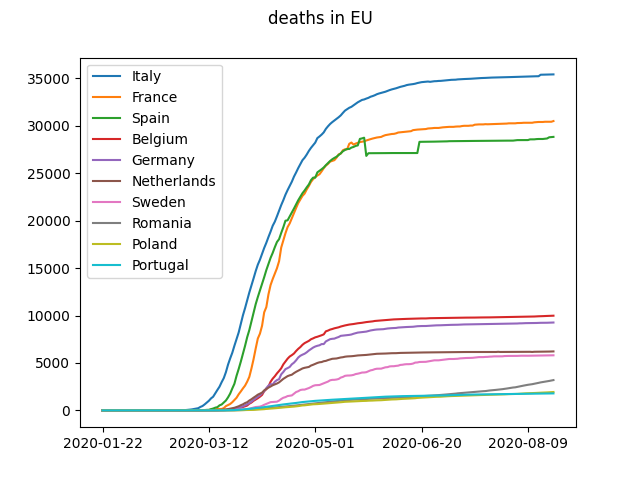 deaths in EU
35000
30000
25000
20000
15000
10000
5000
0
Italy
France
Spain
Belgium
Germany
Netherlands
Sweden
Romania
Poland
Portugal
2020-01-22 2020-03-12 2020-05-01 2020-06-20 2020-08-09